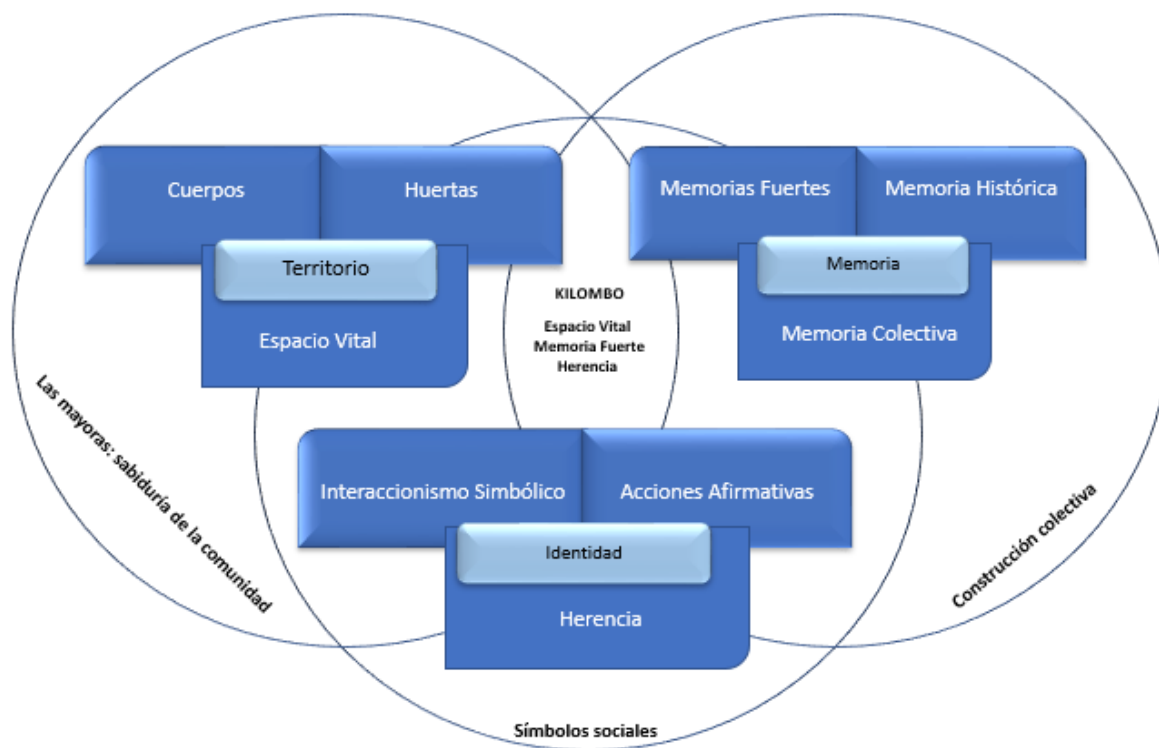 Cuerpos
Huertas
Territorio
Espacio Vital
Memorias Fuertes
Memoria Histórica
Memoria
Memoria Colectiva
KILOMBO
Espacio Vital
Memoria Fuerte
Herencia
Interaccionismo Simbólico
Acciones Afirmativas
Identidad
Herencia
Las mayoras: sabiduría de la comunidad
Construcción colectiva
Símbolos sociales